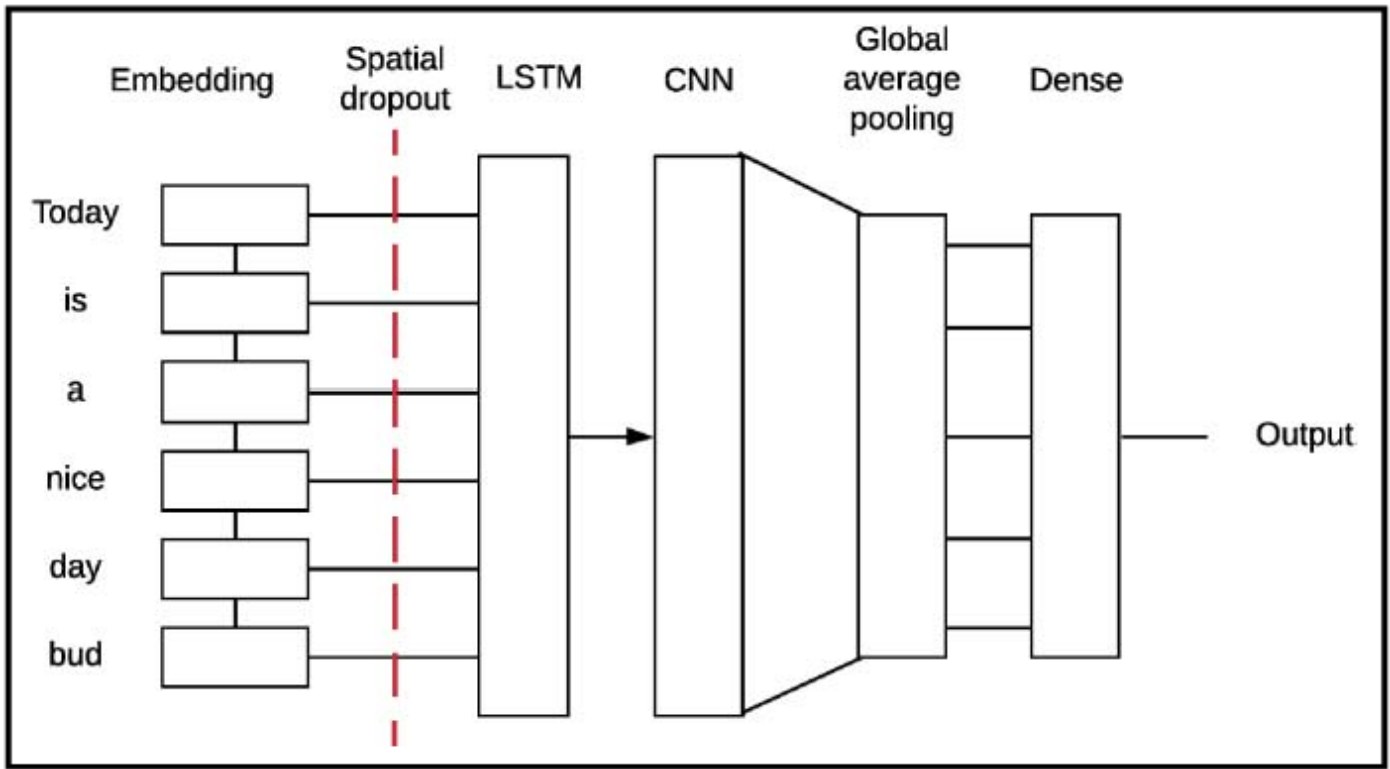 Embedding
Spatial
dropout
LSTM
CNN
Global
average
pooling
Dense
Today
is
a
nice
day
bud
Output